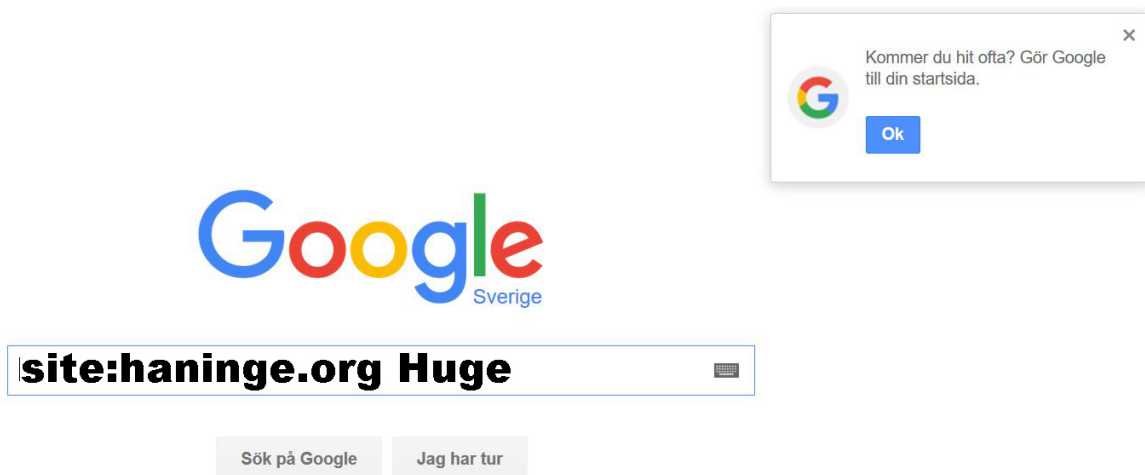 Kommer du hit ofta? Gör Google
till din startsida.
Ok
Google
Sverige
site:haninge.org Huge
Sök på Google
Jag har tur